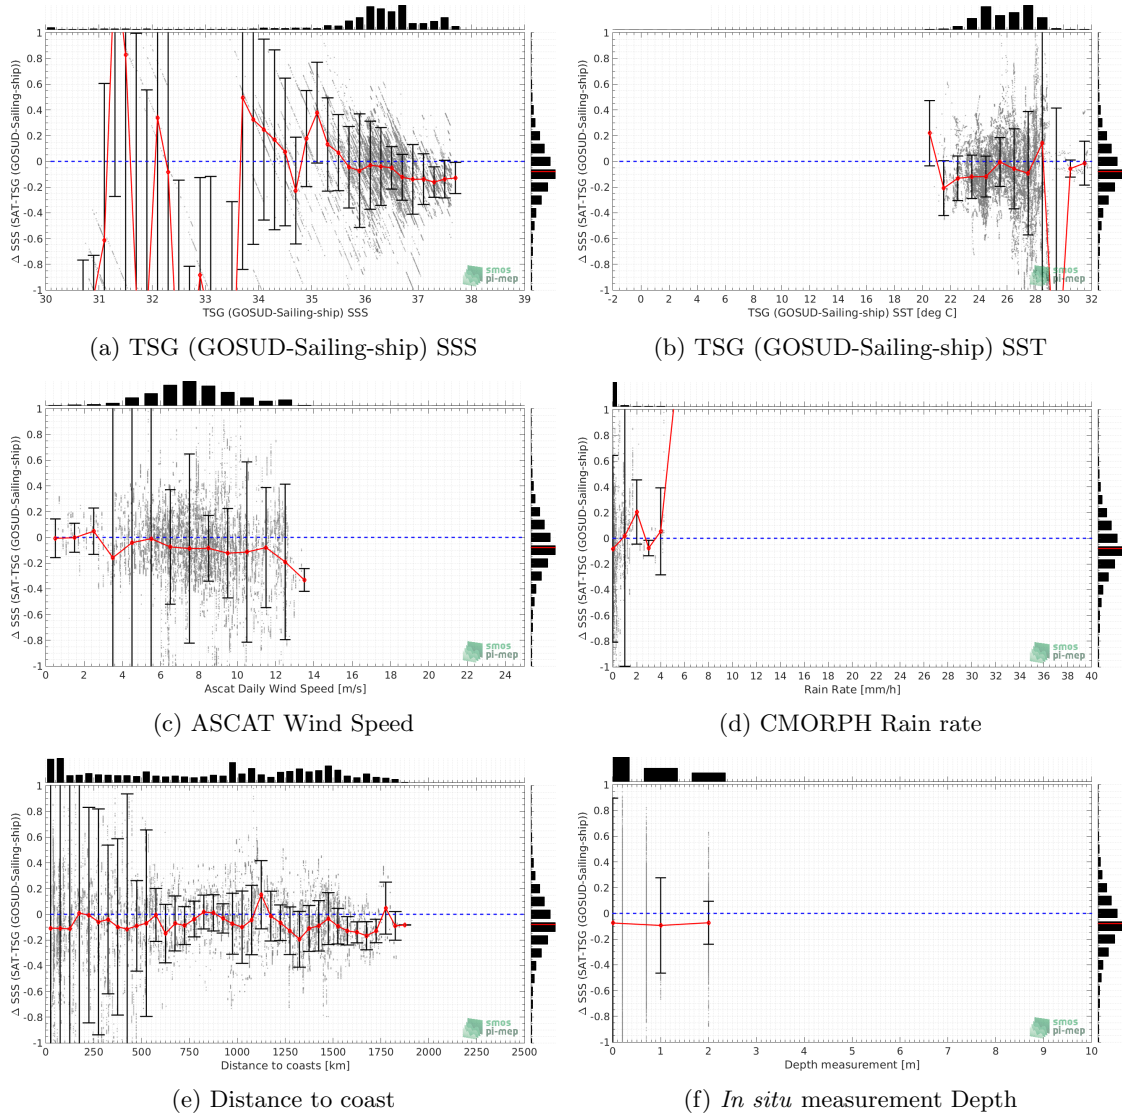 Δ SSS (SAT-TSG (GOSUD-Sailing-ship))
1
0.8
0.6
0.4
0.2
0
-0.2
-0.4
-0.6
-0.8
-1
smos
pi-mep
30 31 32 33 34 35 36 37 38 39
TSG (GOSUD-Sailing-ship) SSS
(a) TSG (GOSUD-Sailing-ship) SSS
Δ SSS (SAT-TSG (GOSUD-Sailing-ship))
1
0.8
0.6
0.4
0.2
0
-0.2
-0.4
-0.6
-0.8
-1
smos
pi-mep
-2 0 2 4 6 8 10 12 14 16 18 20 22 24 26 28 30 32
TSG (GOSUD-Sailing-ship) SST [deg C]
(b) TSG (GOSUD-Sailing-ship) SST
Δ SSS (SAT-TSG (GOSUD-Sailing-ship))
1
0.8
0.6
0.4
0.2
0
-0.2
-0.4
-0.6
-0.8
-1
smos
pi-mep
0 2 4 6 8 10 12 14 16 18 20 22 24
Ascat Daily Wind Speed [m/s]
(c) ASCAT Wind Speed
Δ SSS (SAT-TSG (GOSUD-Sailing-ship))
1
0.8
0.6
0.4
0.2
0
-0.2
-0.4
-0.6
-0.8
-1
smos
pi-mep
0 2 4 6 8 10 12 14 16 18 20 22 24 26 28 30 32 34 36 38 40
Rain Rate [mm/h]
(d) CMORPH Rain rate
Δ SSS (SAT-TSG (GOSUD-Sailing-ship))
1
0.8
0.6
0.4
0.2
0
-0.2
-0.4
-0.6
-0.8
-1
smos
pi-mep
0 250 500 750 1000 1250 1500 1750 2000 2250 2500
Distance to coasts [km]
(e) Distance to coast
Δ SSS (SAT-TSG (GOSUD-Sailing-ship))
1
0.8
0.6
0.4
0.2
0
-0.2
-0.4
-0.6
-0.8
-1
smos
pi-mep
0 1 2 3 4 5 6 7 8 9 10
Depth measurement [m]
(f) In situ measurement Depth